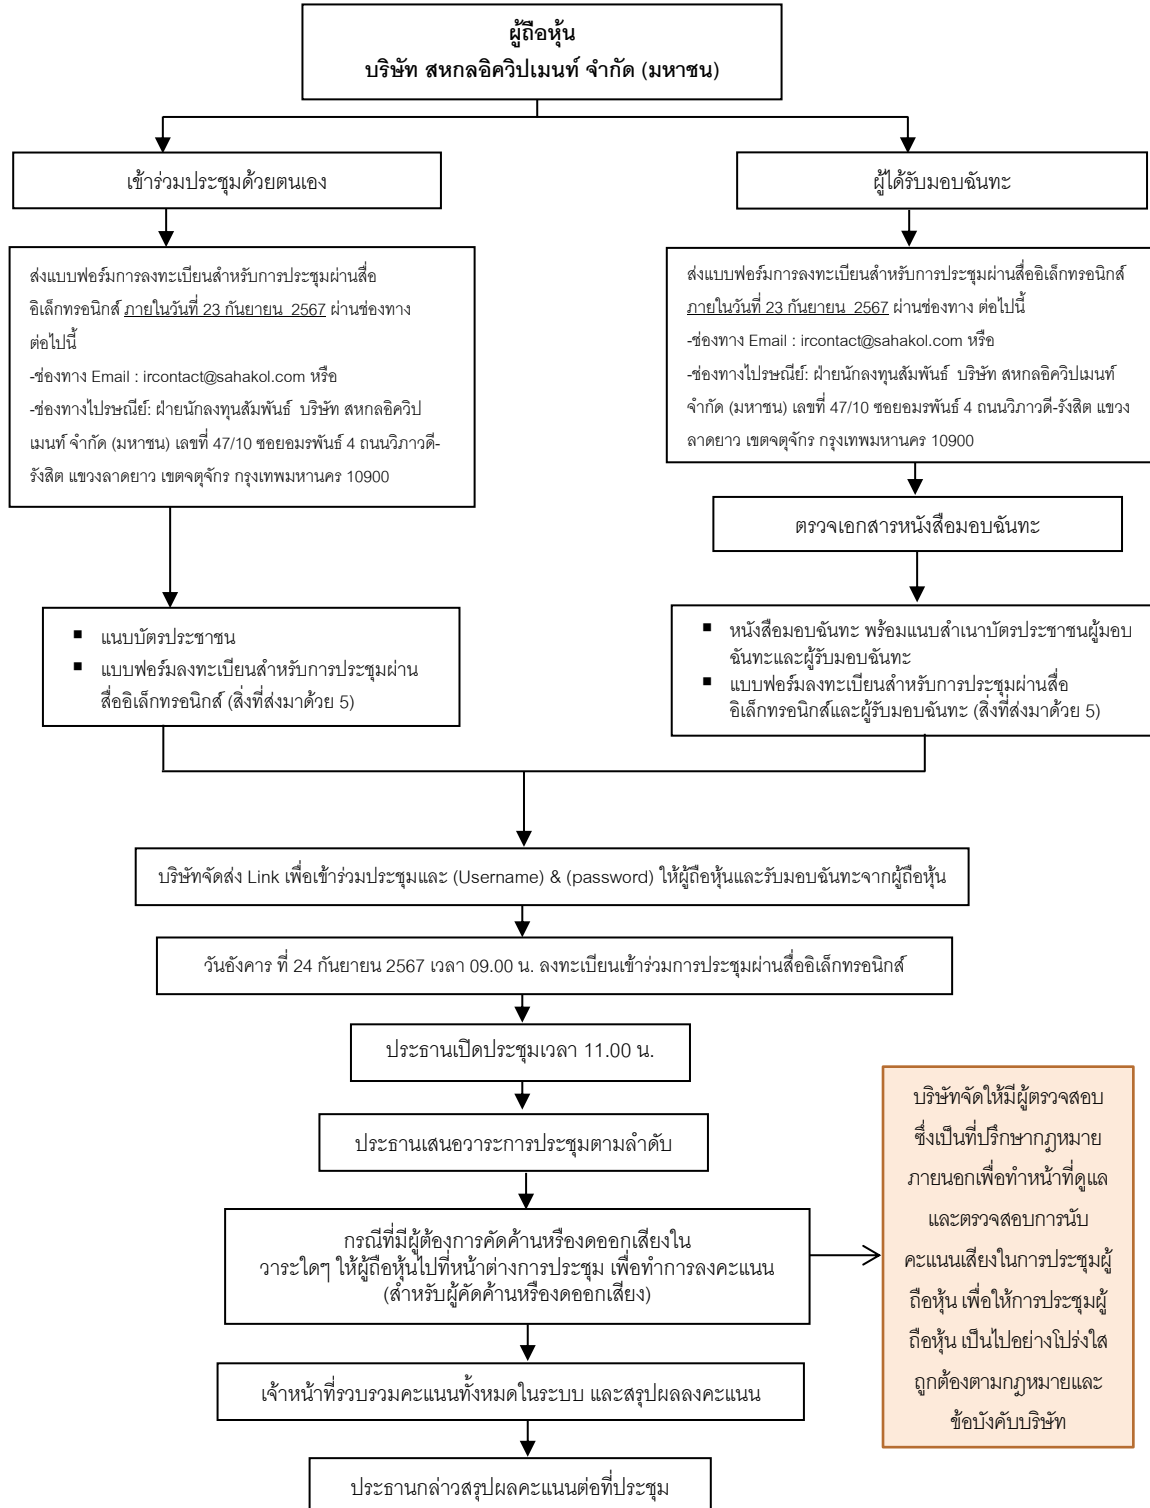 ผู้ถือหุ้น
บริษัท สหกลอิควิปเมนท์ จำกัด (มหาชน)
เข้าร่วมประชุมด้วยตนเอง
ผู้ได้รับมอบฉันทะ
ส่งแบบฟอร์มการลงทะเบียนสำหรับการประชุมผ่านสื่อ
อิเล็กทรอนิกส์ ภายในวันที่ 23 กันยายน 2567 ผ่านช่องทาง
ต่อไปนี้
-ช่องทาง Email : ircontact@sahakol.com หรือ
-ช่องทางไปรษณีย์: ฝ่ายนักลงทุนสัมพันธ์ บริษัท สหกลอิควิป
เมนท์ จำกัด (มหาชน) เลขที่ 47/10 ซอยอมรพันธ์ 4 ถนนวิภาวดี-
รังสิต แขวงลาดยาว เขตจตุจักร กรุงเทพมหานคร 10900
ส่งแบบฟอร์มการลงทะเบียนสำหรับการประชุมผ่านสื่ออิเล็กทรอนิกส์
ภายในวันที่ 23 กันยายน 2567 ผ่านช่องทาง ต่อไปนี้
-ช่องทาง Email : ircontact@sahakol.com หรือ
-ช่องทางไปรษณีย์: ฝ่ายนักลงทุนสัมพันธ์ บริษัท สหกลอิควิปเมนท์
จำกัด (มหาชน) เลขที่ 47/10 ซอยอมรพันธ์ 4 ถนนวิภาวดี-รังสิต แขวง
ลาดยาว เขตจตุจักร กรุงเทพมหานคร 10900
ตรวจเอกสารหนังสือมอบฉันทะ
▪ แนบบัตรประชาชน
▪ แบบฟอร์มลงทะเบียนสำหรับการประชุมผ่าน
สื่ออิเล็กทรอนิกส์ (สิ่งที่ส่งมาด้วย 5)
▪ หนังสือมอบฉันทะ พร้อมแนบสำเนาบัตรประชาชนผู้มอบ
ฉันทะและผู้รับมอบฉันทะ
▪ แบบฟอร์มลงทะเบียนสำหรับการประชุมผ่านสื่อ
อิเล็กทรอนิกส์และผู้รับมอบฉันทะ (สิ่งที่ส่งมาด้วย 5)
บริษัทจัดส่ง Link เพื่อเข้าร่วมประชุมและ (Username) & (password) ให้ผู้ถือหุ้นและรับมอบฉันทะจากผู้ถือหุ้น
วันอังคาร ที่ 24 กันยายน 2567 เวลา 09.00 น. ลงทะเบียนเข้าร่วมการประชุมผ่านสื่ออิเล็กทรอนิกส์
ประธานเปิดประชุมเวลา 11.00 น.
ประธานเสนอวาระการประชุมตามลำดับ
กรณีที่มีผู้ต้องการคัดค้านหรืองดออกเสียงใน
วาระใดๆ ให้ผู้ถือหุ้นไปที่หน้าต่างการประชุม เพื่อทำการลงคะแนน
(สำหรับผู้คัดค้านหรืองดออกเสียง)
บริษัทจัดให้มีผู้ตรวจสอบ
ซึ่งเป็นที่ปรึกษากฎหมาย
ภายนอกเพื่อทำหน้าที่ดูแล
และตรวจสอบการนับ
คะแนนเสียงในการประชุมผู้
ถือหุ้น เพื่อให้การประชุมผู้
ถือหุ้น เป็นไปอย่างโปร่งใส
ถูกต้องตามกฎหมายและ
ข้อบังคับบริษัท
เจ้าหน้าที่รวบรวมคะแนนทั้งหมดในระบบ และสรุปผลลงคะแนน
ประธานกล่าวสรุปผลคะแนนต่อที่ประชุม